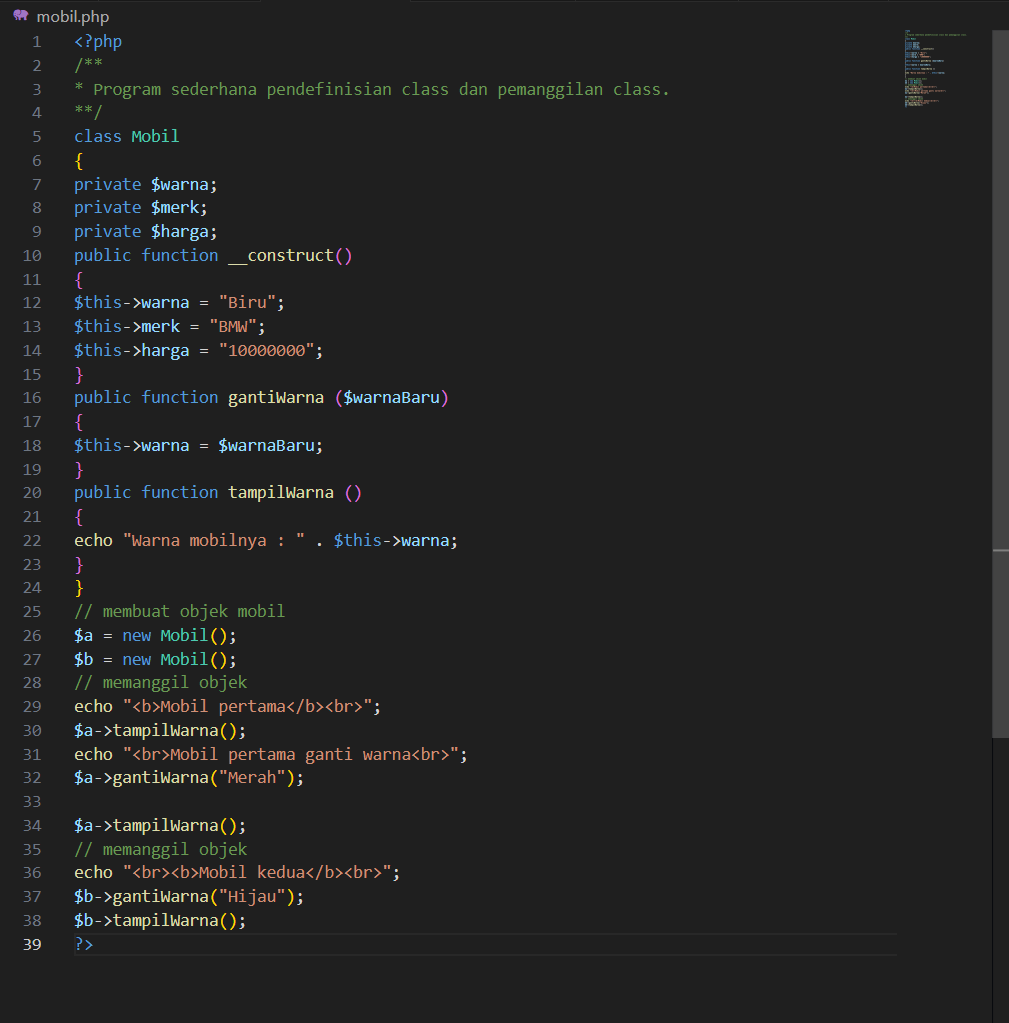 mobil.php
1 <?php
2 /**
3 * Program sederhana pendefinisian class dan pemanggilan class.
4 **/
5 class Mobil
6 {
7 private $warna;
8 private $merk;
9 private $harga;
10 public function __construct()
11 {
12 $this->warna = "Biru";
13 $this->merk = "BMW";
14 $this->harga = "10000000";
15 }
16 public function gantiWarna ($warnaBaru)
17 {
18 $this->warna = $warnaBaru;
19 }
20 public function tampilWarna ()
21 {
22 echo "Warna mobilnya : " . $this->warna;
23 }
24 }
25 // membuat objek mobil
26 $a = new Mobil();
27 $b = new Mobil();
28 // memanggil objek
29 echo "<b>Mobil pertama</b><br>";
30 $a->tampilWarna();
31 echo "<br>Mobil pertama ganti warna<br>";
32 $a->gantiWarna("Merah");
33
34 $a->tampilWarna();
35 // memanggil objek
36 echo "<br><b>Mobil kedua</b><br>";
37 $b->gantiWarna("Hijau");
38 $b->tampilWarna();
39 ?>